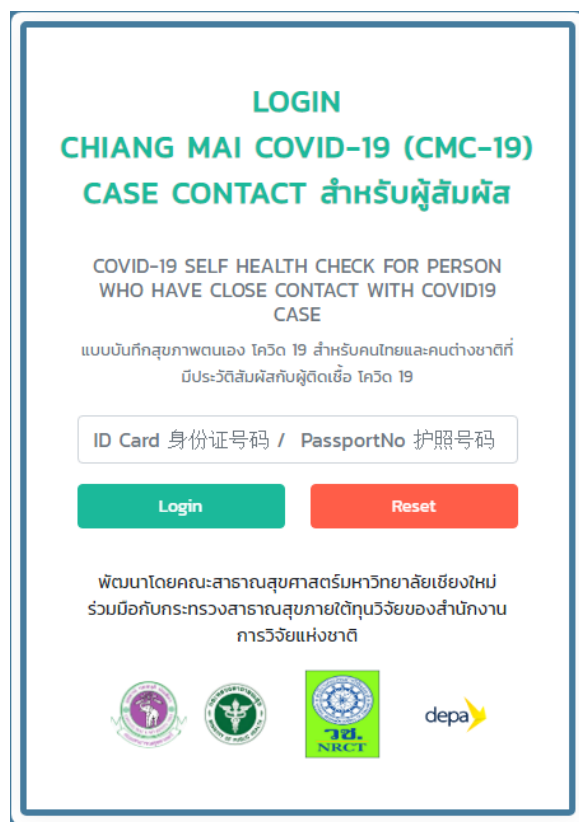 LOGIN
CHIANG MAI COVID-19 (CMC-19)
CASE CONTACT สำหรับผู้สัมผัส
COVID-19 SELF HEALTH CHECK FOR PERSON
WHO HAVE CLOSE CONTACT WITH COVID19
CASE
แบบบันทึกสุขภาพตนเอง โควิด 19 สำหรับคนไทยและคนต่างชาติที่
มีประวัติสัมผัสกับผู้ติดเชื้อ โควิด 19
ID Card 身份证号码 / PassportNo 护照号码
Login Reset
พัฒนาโดยคณะสาธาณสุขศาสตร์มหาวิทยาลัยเชียงใหม่
ร่วมมือกับกระทรวงสาธาณสุขภายใต้ทุนวิจัยของสำนักงาน
การวิจัยแห่งชาติ
วช.
NRCT
depa